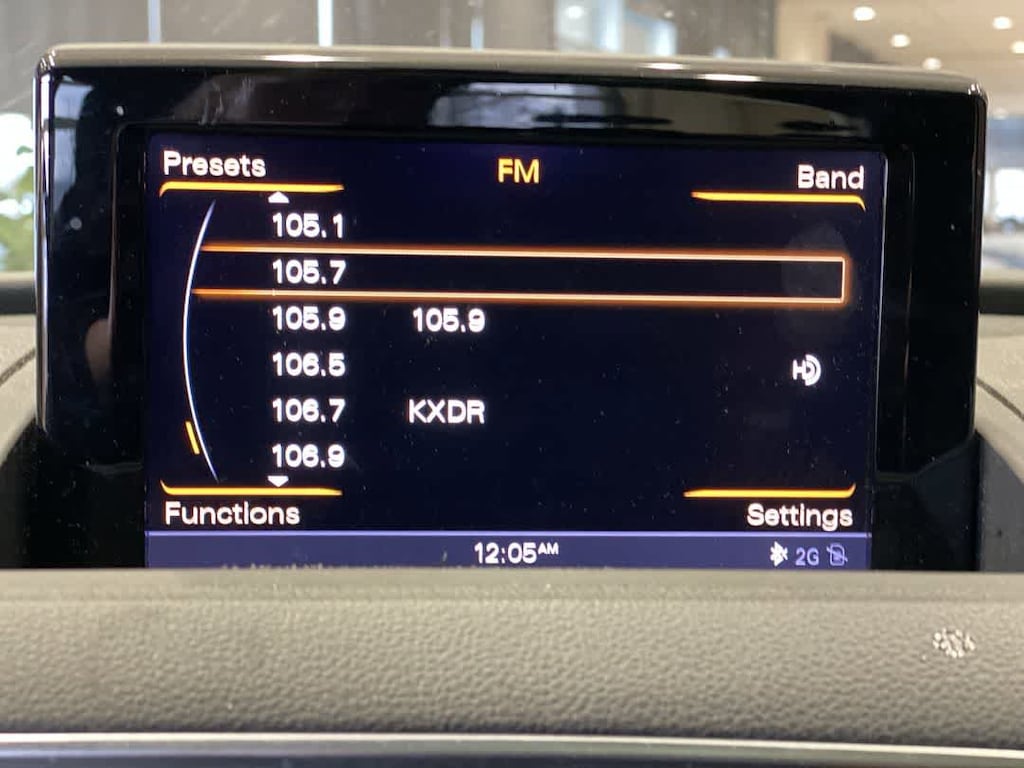 Presets FM Band
105.1
105.7
105.9 105.9
106.5 HD
106.7 KXDR
106.9
Functions Settings
12:05AM 2G